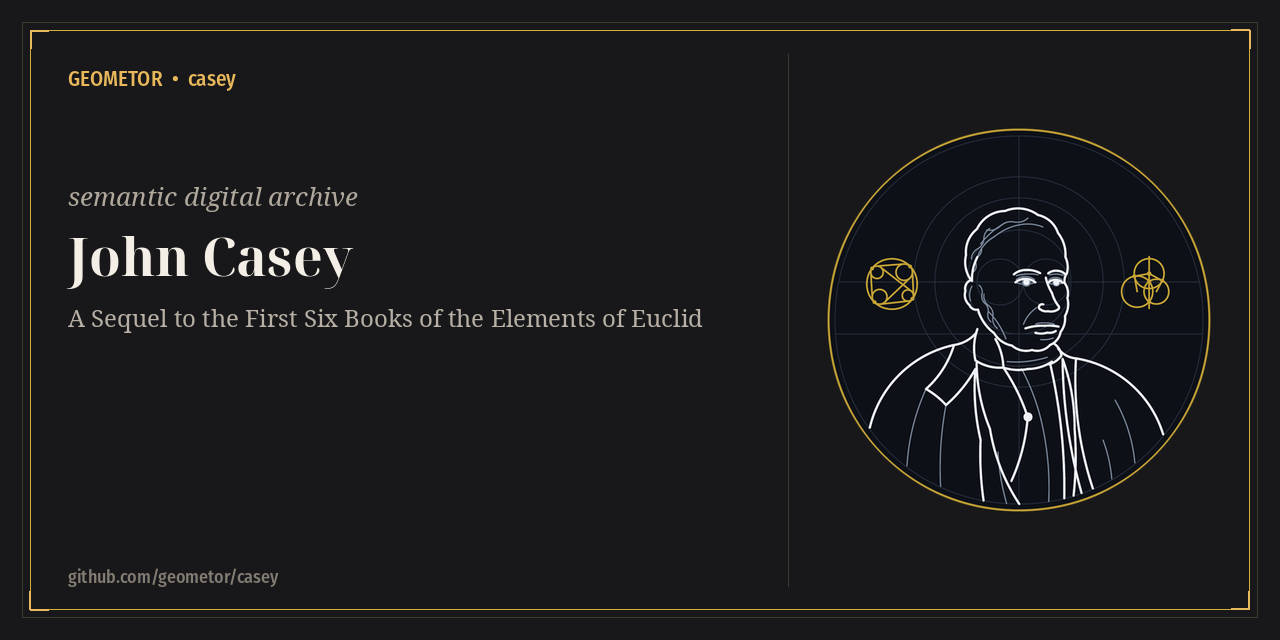 GEOMETOR • casey
semantic digital archive
John Casey
A Sequel to the First Six Books of the Elements of Euclid
github.com/geometor/casey